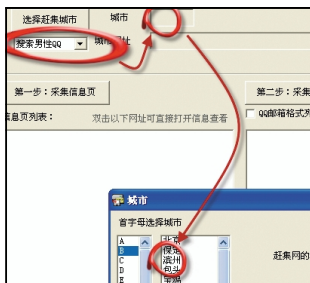 选择赶集城市 城市
搜索男性QQ
第一步：采集信息页 第二步：采集
信息页列表： 双击以下网址可直接打开信息查看 QQ邮箱格式列
城市
首字母选择城市
A
B
C
D
E
北京
保定
滨州
包头
赶集网的